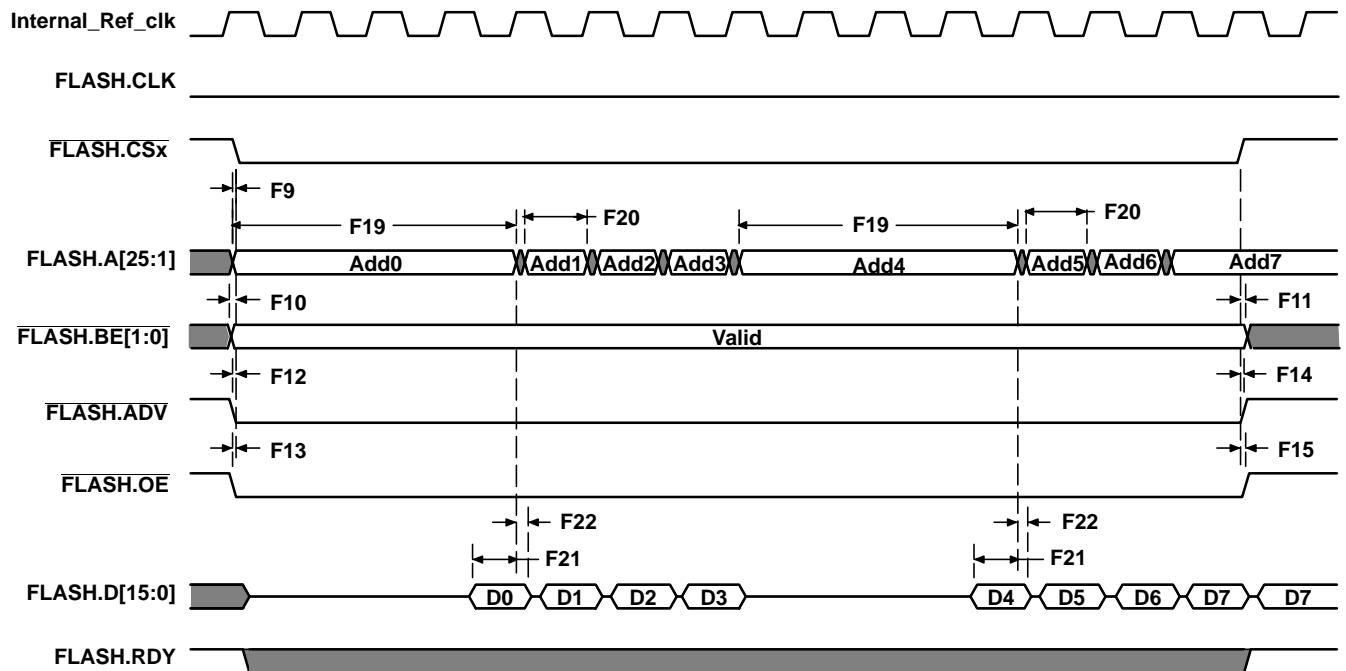 Internal_Ref_clk
FLASH.CLK
FLASH.CSx
F9
F19 F20 F19 F20
FLASH.A[25:1] Add0 Add1 Add2 Add3 Add4 Add5 Add6 Add7
F10 F11
FLASH.BE[1:0] Valid
F12 F14
FLASH.ADV
F13 F15
FLASH.OE
F22 F22
F21 F21
FLASH.D[15:0] D0 D1 D2 D3 D4 D5 D6 D7 D7
FLASH.RDY